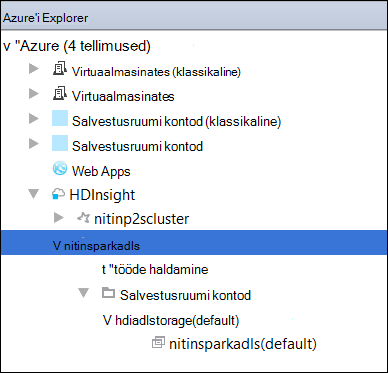 Azure'i Explorer
v "Azure (4 tellimused)
Virtuaalmasinates (klassikaline)
Virtuaalmasinates
Salvestusruumi kontod (klassikaline)
Salvestusruumi kontod
Web Apps
HDInsight
nitinp2scluster
V nitinsparkadls
t "tööde haldamine
Salvestusruumi kontod
V hdiadlstorage(default)
nitinsparkadls(default)